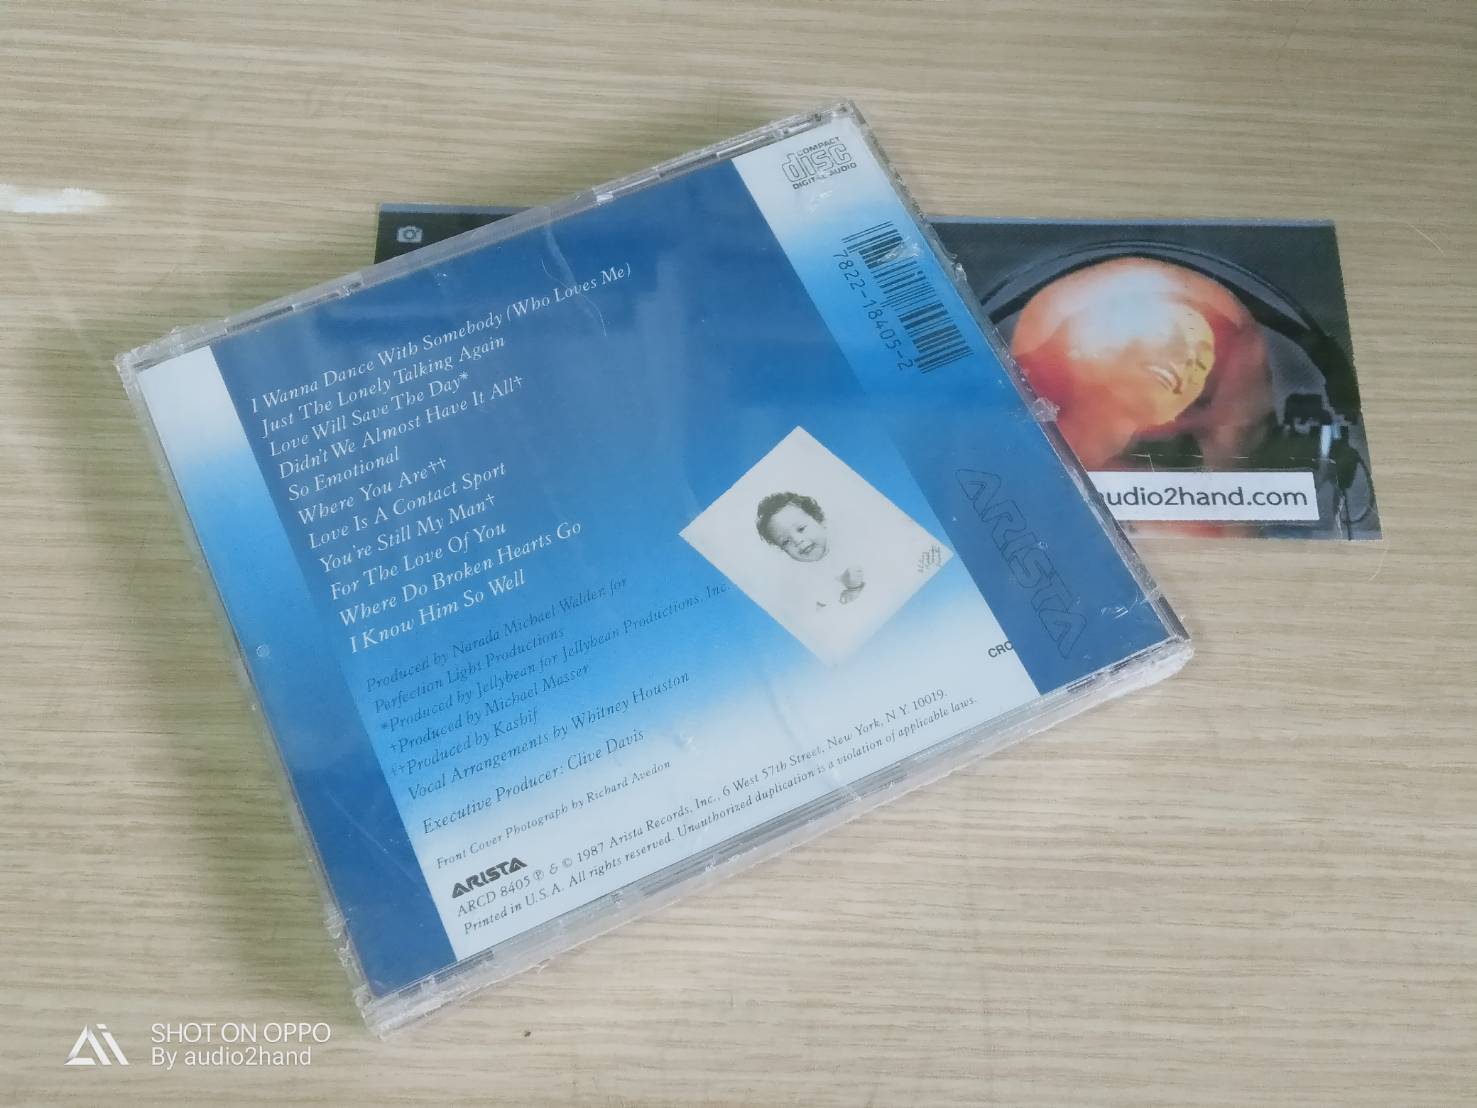 COMPACT
disc
DIGITAL AUDIO
7822-18405-2
I Wanna Dance With Somebody (Who Loves Me)
Just The Lonely Talking Again
Love Will Save The Day*
Didn't We Almost Have It All†
So Emotional
Where You Are††
Love Is A Contact Sport
You're Still My Man†
For The Love Of You
Where Do Broken Hearts Go
I Know Him So Well
Produced by Narada Michael Walden for
Perfection Light Productions
*Produced by Jellybean for Jellybean Productions, Inc.
†Produced by Michael Masser
††Produced by Kashif
Vocal Arrangements by Whitney Houston
Executive Producer: Clive Davis
Front Cover Photograph by Richard Avedon
ARISTA
ARCD 8405 ℗ & © 1987 Arista Records, Inc., 6 West 57th Street, New York, N.Y. 10019.
Printed in U.S.A. All rights reserved. Unauthorized duplication is a violation of applicable laws.
CRC
ARISTA
audio2hand.com
SHOT ON OPPO
By audio2hand